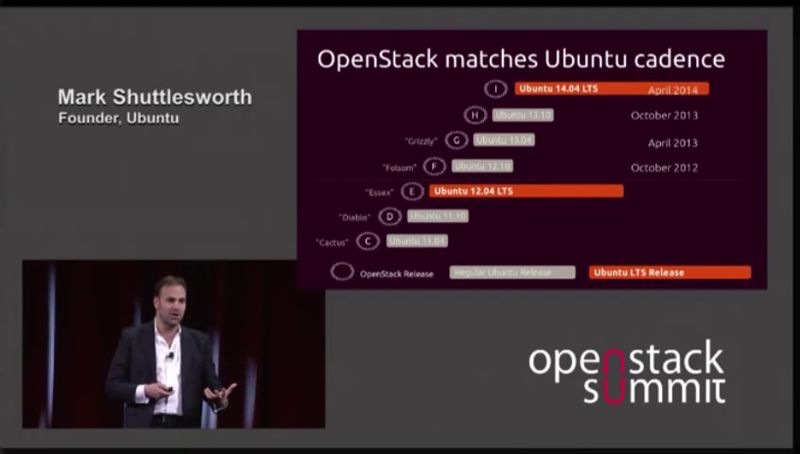 Mark Shuttlesworth
Founder, Ubuntu
OpenStack matches Ubuntu cadence
I Ubuntu 14.04 LTS April 2014
H Ubuntu 13.10 October 2013
"Grizzly" G Ubuntu 13.04 April 2013
"Folsom" F Ubuntu 12.10 October 2012
"Essex" E Ubuntu 12.04 LTS
"Diablo" D Ubuntu 11.10
"Cactus" C Ubuntu 11.04
OpenStack Release Regular Ubuntu Release Ubuntu LTS Release
openstack
summit